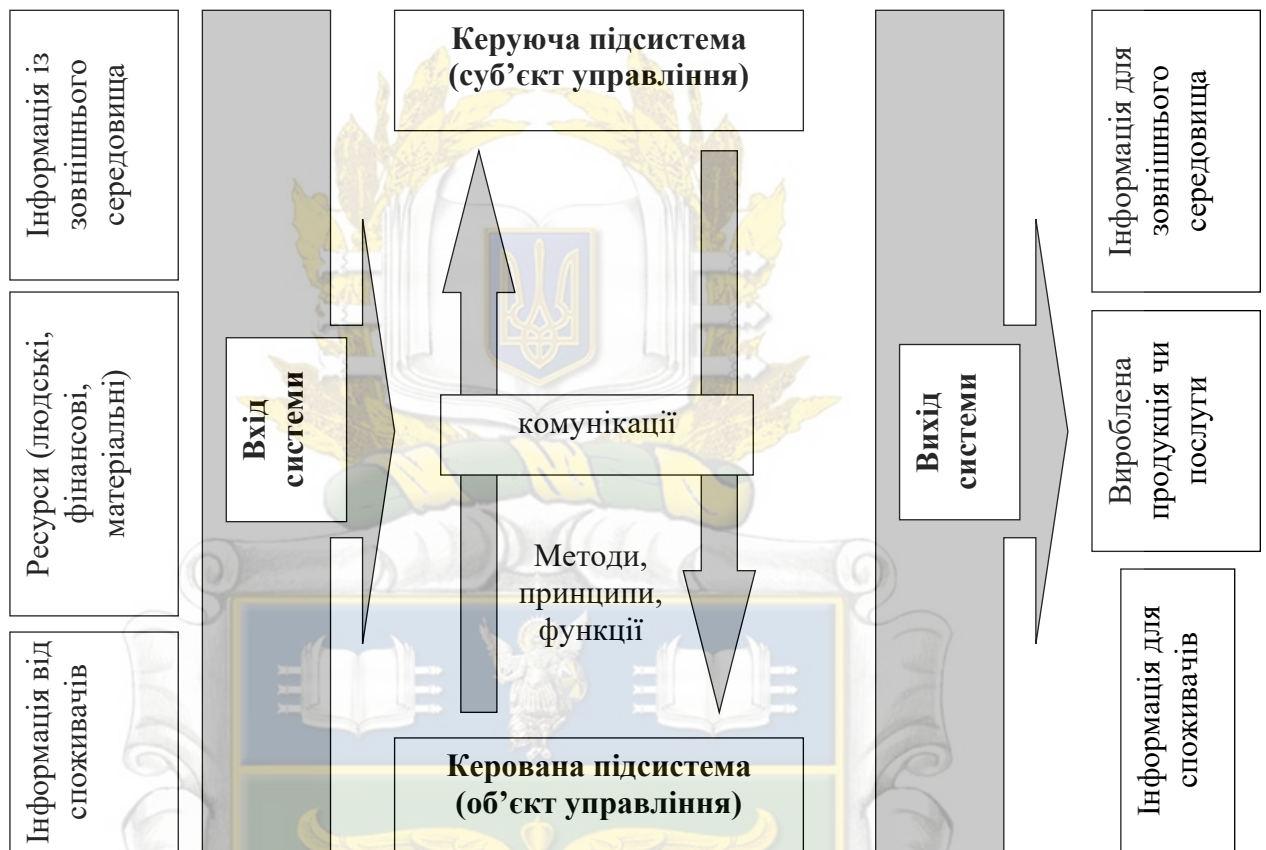 Інформація із
зовнішнього
середовища
Ресурси (людські,
фінансові,
матеріальні)
Інформація від
споживачів
Вхід
системи
Керуюча підсистема
(суб’єкт управління)
комунікації
Методи,
принципи,
функції
Керована підсистема
(об’єкт управління)
Вихід
системи
Інформація для
зовнішнього
середовища
Вироблена
продукція чи
послуги
Інформація для
споживачів